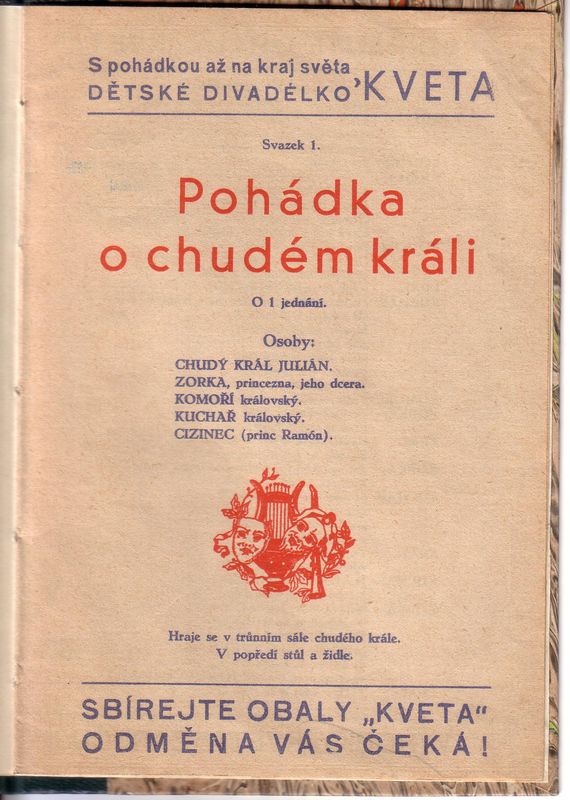 S pohádkou až na kraj světa
DĚTSKÉ DIVADÉLKO ’KVETA
Svazek 1.
Pohádka
o chudém králi
O 1 jednání.
Osoby:
CHUDÝ KRÁL JULIÁN.
ZORKA, princezna, jeho dcera.
KOMOŘÍ královský.
KUCHAŘ královský.
CIZINEC (princ Ramón).
Hraje se v trůnním sále chudého krále.
V popředí stůl a židle.
SBÍREJTE OBALY „KVETA“
ODMĚNA VÁS ČEKÁ!